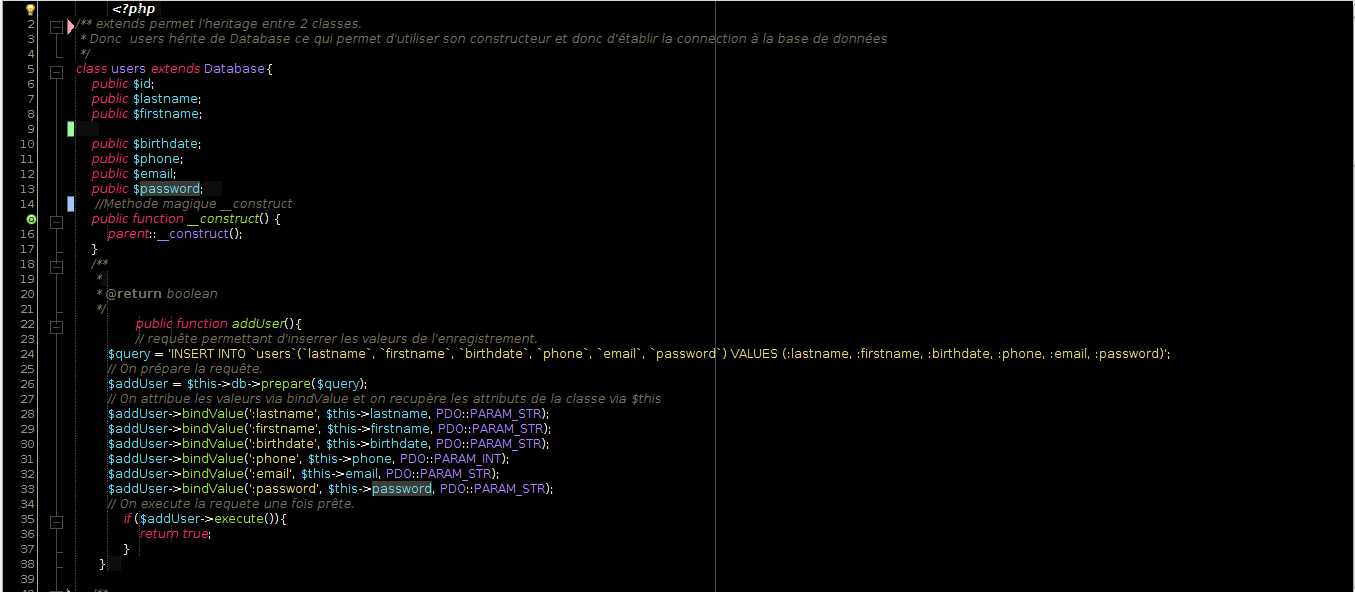 <?php
2 /** extends permet l'heritage entre 2 classes.
3 * Donc  users hérite de Database ce qui permet d'utiliser son constructeur et donc d'établir la connection à la base de données
4 */
5 class users extends Database{
6 public $id;
7 public $lastname;
8 public $firstname;
9
10 public $birthdate;
11 public $phone;
12 public $email;
13 public $password;
14 //Methode magique __construct
public function __construct() {
16 parent::__construct();
17 }
18 /**
19 *
20 * @return boolean
21 */
22 public function addUser(){
23 // requête permettant d'inserrer les valeurs de l'enregistrement.
24 $query = 'INSERT INTO `users`(`lastname`, `firstname`, `birthdate`, `phone`, `email`, `password`) VALUES (:lastname, :firstname, :birthdate, :phone, :email, :password)';
25 // On prépare la requête.
26 $addUser = $this->db->prepare($query);
27 // On attribue les valeurs via bindValue et on recupère les attributs de la classe via $this
28 $addUser->bindValue(':lastname', $this->lastname, PDO::PARAM_STR);
29 $addUser->bindValue(':firstname', $this->firstname, PDO::PARAM_STR);
30 $addUser->bindValue(':birthdate', $this->birthdate, PDO::PARAM_STR);
31 $addUser->bindValue(':phone', $this->phone, PDO::PARAM_INT);
32 $addUser->bindValue(':email', $this->email, PDO::PARAM_STR);
33 $addUser->bindValue(':password', $this->password, PDO::PARAM_STR);
34 // On execute la requete une fois prête.
35 if ($addUser->execute()){
36 return true;
37 }
38 }
39